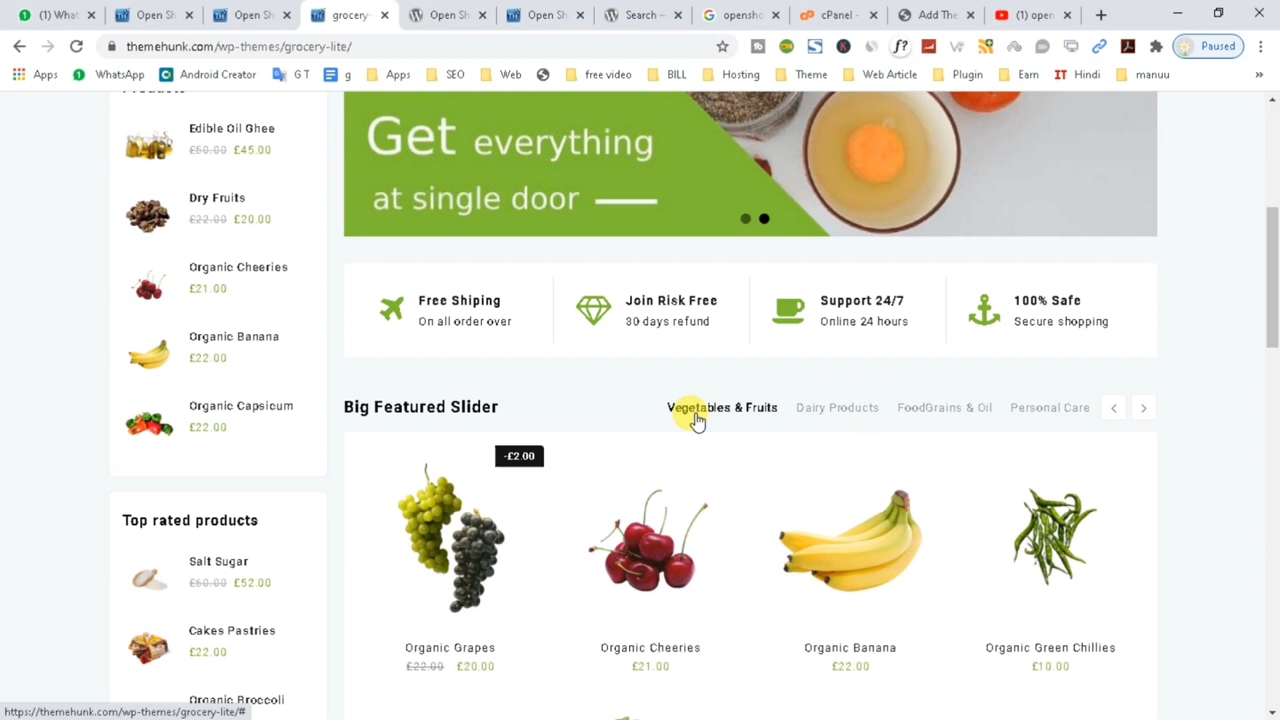 (1) What
Open Sh
Open Sh
grocery-
Open Sh
Open Sh
Search –
opensho
cPanel -
Add The
(1) open
themehunk.com/wp-themes/grocery-lite/
f?
Paused
Apps
WhatsApp
Android Creator
G T
g
Apps
SEO
Web
free video
BILL
Hosting
Theme
Web Article
Plugin
Earn
IT
Hindi
manuu
»
Products
Edible Oil Ghee
£50.00 £45.00
Dry Fruits
£22.00 £20.00
Organic Cheeries
£21.00
Organic Banana
£22.00
Organic Capsicum
£22.00
Top rated products
Salt Sugar
£60.00 £52.00
Cakes Pastries
£22.00
Organic Broccoli
Get everything
at single door
Free Shiping
On all order over
Join Risk Free
30 days refund
Support 24/7
Online 24 hours
100% Safe
Secure shopping
Big Featured Slider
Vegetables & Fruits
Dairy Products
FoodGrains & Oil
Personal Care
-£2.00
Organic Grapes
£22.00 £20.00
Organic Cheeries
£21.00
Organic Banana
£22.00
Organic Green Chillies
£10.00
https://themehunk.com/wp-themes/grocery-lite/#